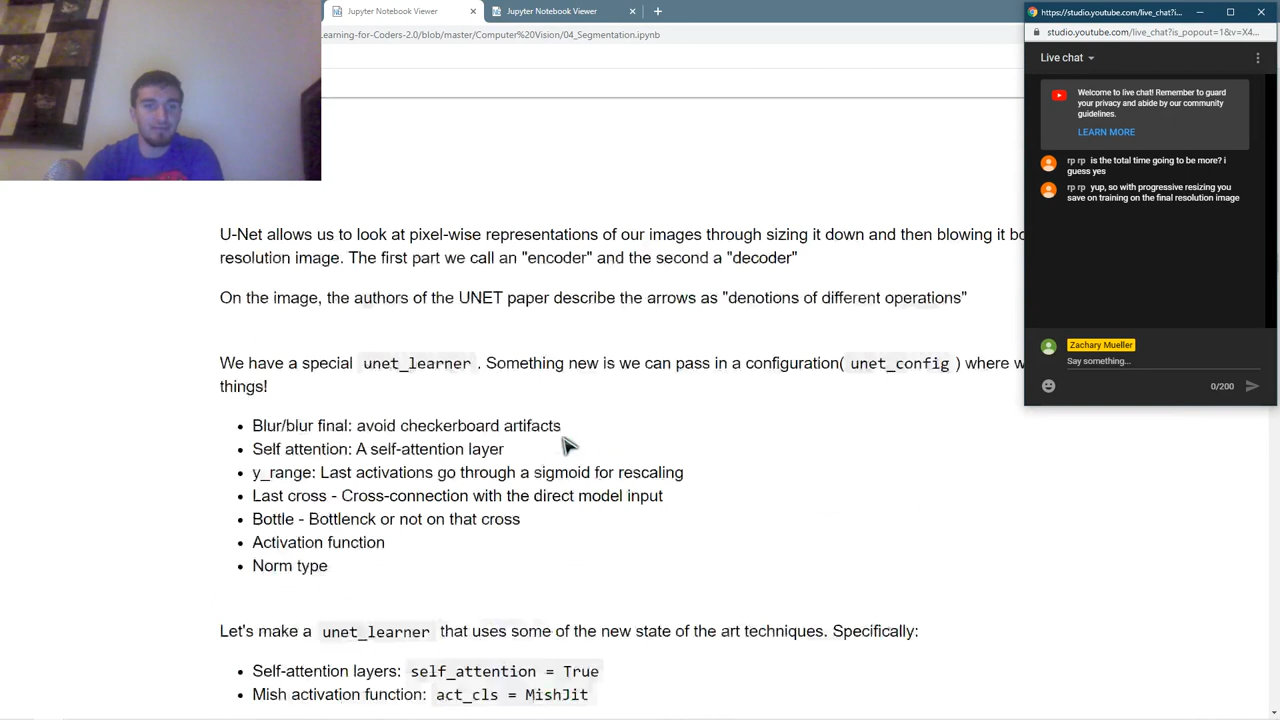 Jupyter Notebook Viewer
Jupyter Notebook Viewer
https://studio.youtube.com/live_chat?i...
earning-for-Coders-2.0/blob/master/Computer%20Vision/04_Segmentation.ipynb
studio.youtube.com/live_chat?is_popout=1&v=X4...
Live chat
Welcome to live chat! Remember to guard
your privacy and abide by our community
guidelines.
LEARN MORE
rp rp is the total time going to be more? i
guess yes
rp rp yup, so with progressive resizing you
save on training on the final resolution image
Zachary Mueller
Say something...
0/200
U-Net allows us to look at pixel-wise representations of our images through sizing it down and then blowing it
resolution image. The first part we call an "encoder" and the second a "decoder"
On the image, the authors of the UNET paper describe the arrows as "denotions of different operations"
We have a special unet_learner . Something new is we can pass in a configuration( unet_config ) where
things!
• Blur/blur final: avoid checkerboard artifacts
• Self attention: A self-attention layer
• y_range: Last activations go through a sigmoid for rescaling
• Last cross - Cross-connection with the direct model input
• Bottle - Bottlenck or not on that cross
• Activation function
• Norm type
Let's make a unet_learner that uses some of the new state of the art techniques. Specifically:
• Self-attention layers: self_attention = True
• Mish activation function: act_cls = MishJit